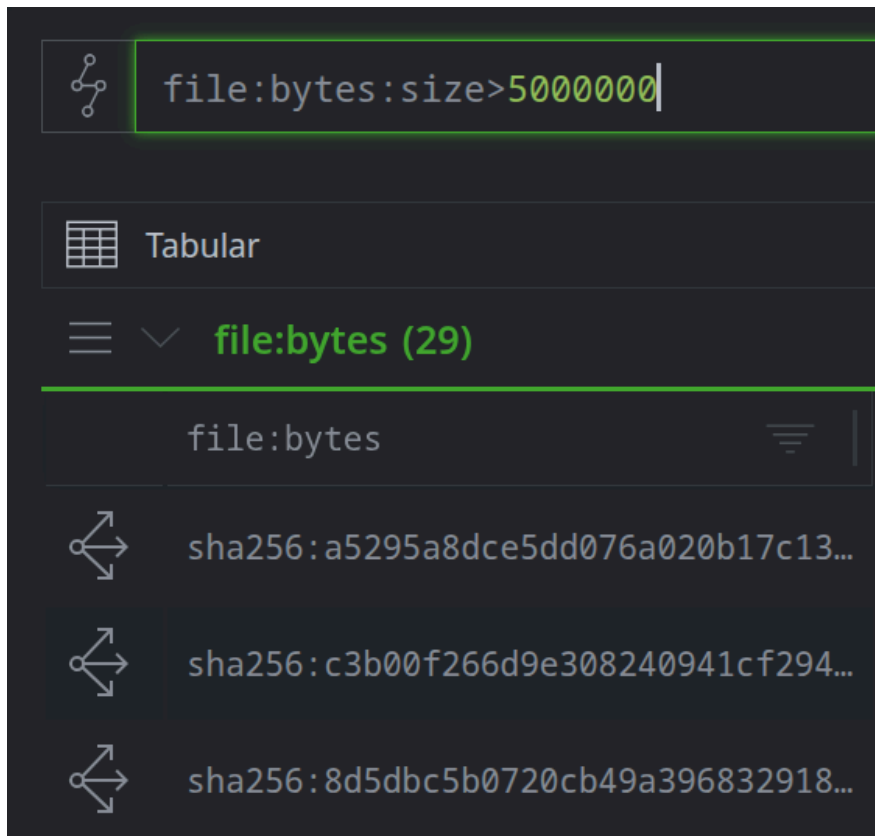 file:bytes:size>5000000
Tabular
file:bytes (29)
file:bytes
sha256:a5295a8dce5dd076a020b17c13…
sha256:c3b00f266d9e308240941cf294…
sha256:8d5dbc5b0720cb49a396832918…